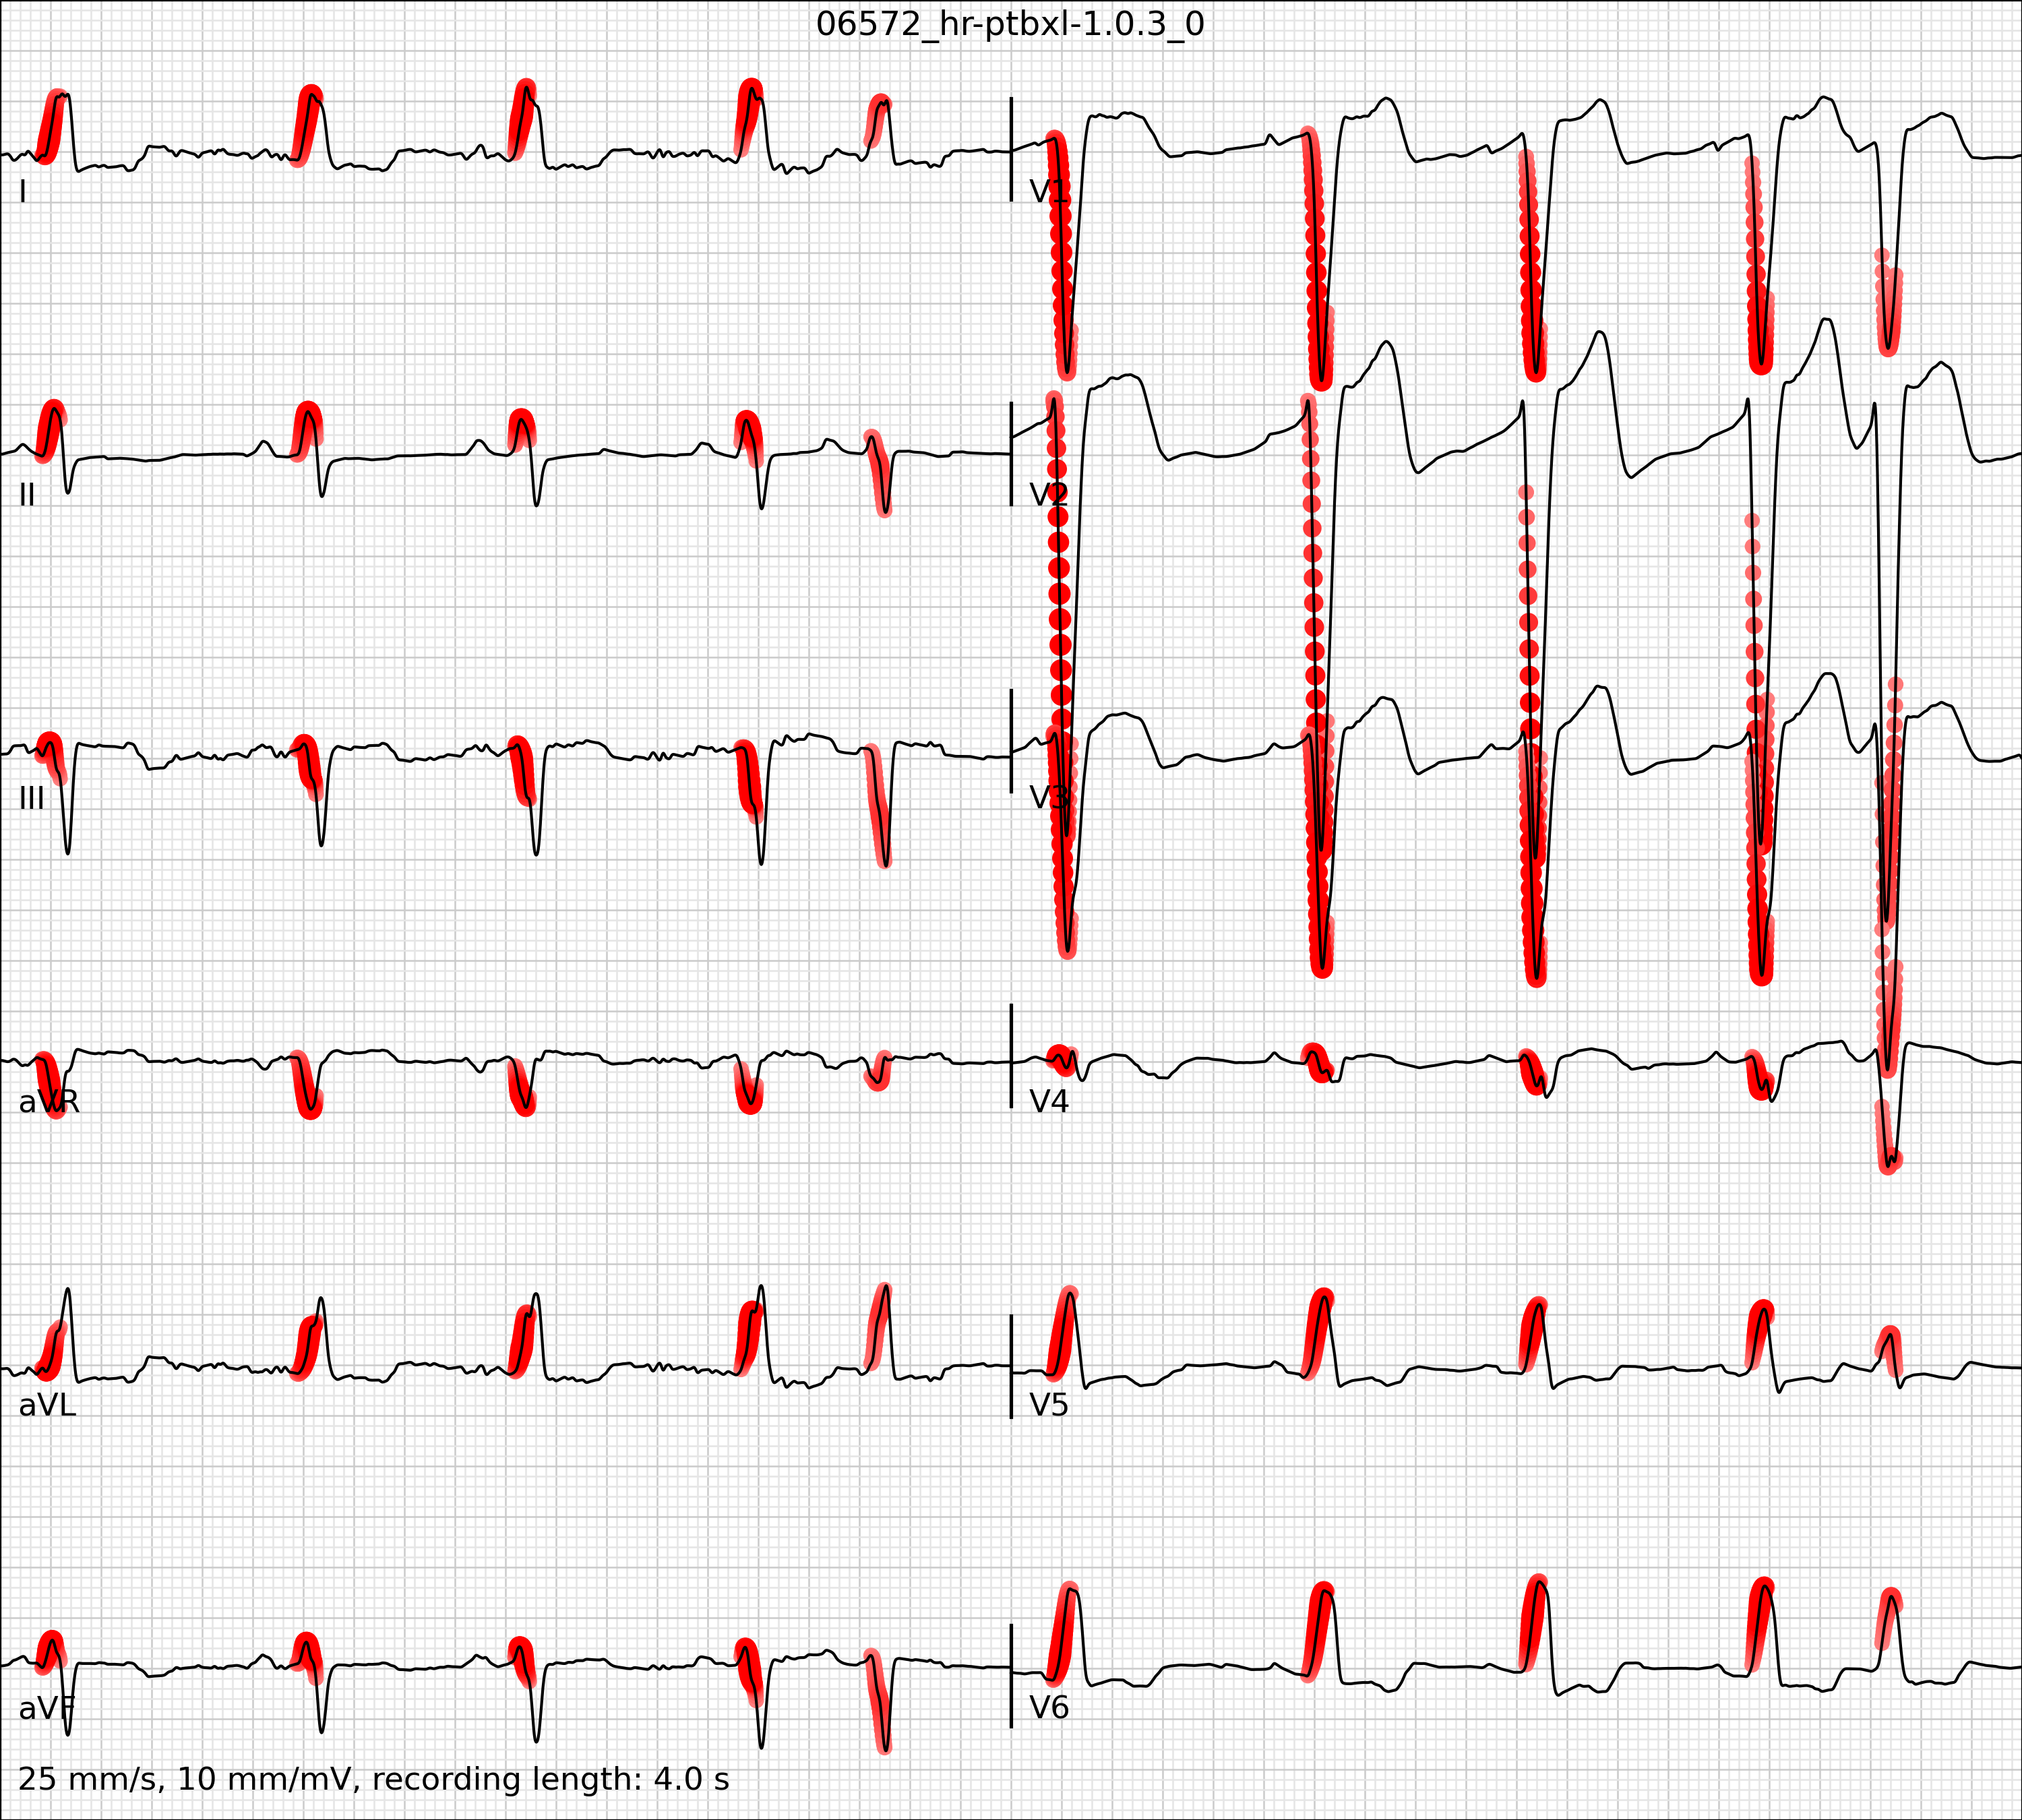 06572_hr-ptbxl-1.0.3_0
I
V1
II
V2
III
V3
aVR
V4
aVL
V5
aVF
V6
25 mm/s, 10 mm/mV, recording length: 4.0 s